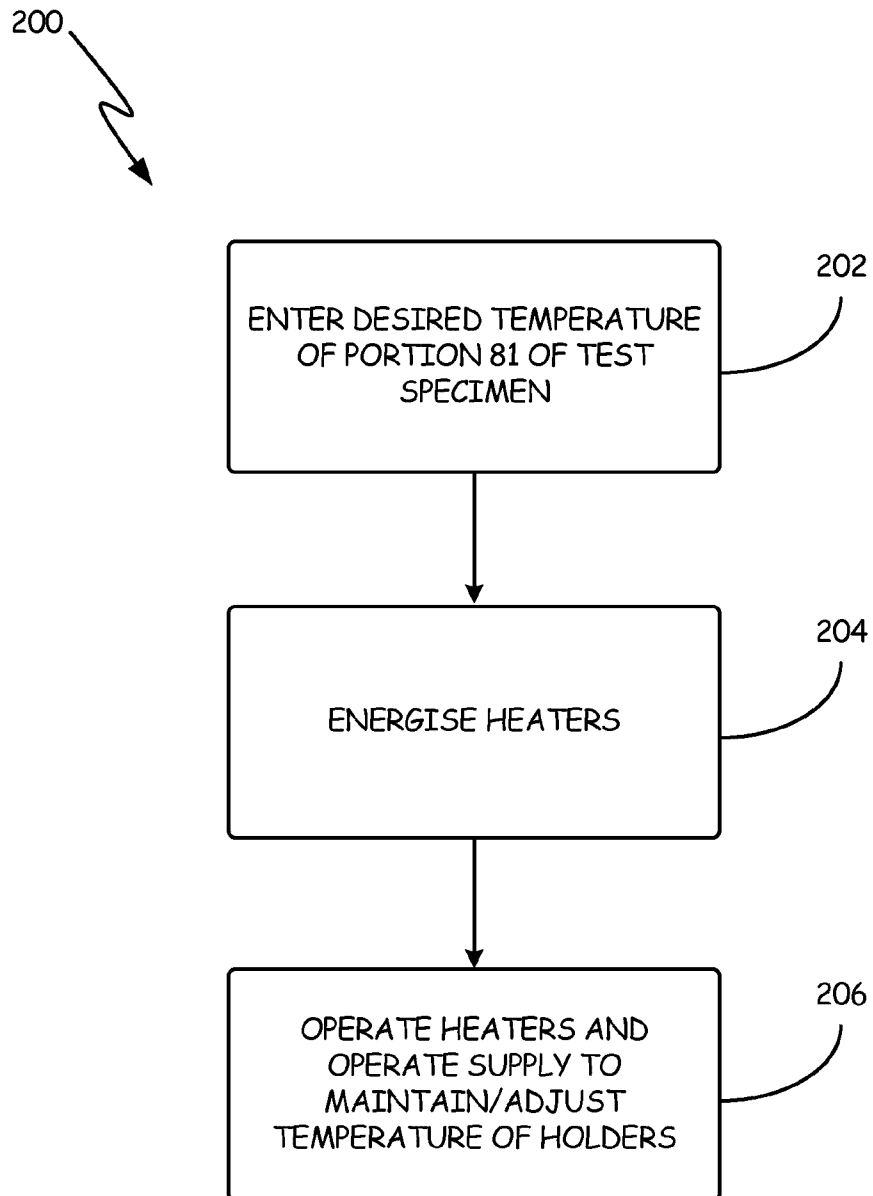 200
202
ENTER DESIRED TEMPERATURE
OF PORTION 81 OF TEST
SPECIMEN
204
ENERGISE HEATERS
206
OPERATE HEATERS AND
OPERATE SUPPLY TO
MAINTAIN/ADJUST
TEMPERATURE OF HOLDERS